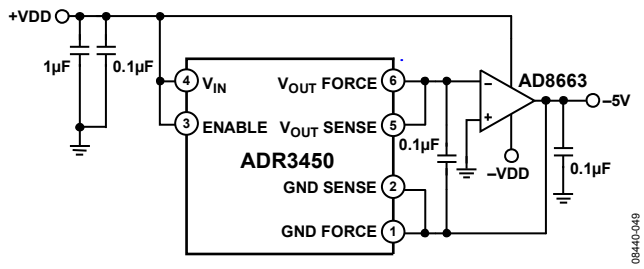 +VDD
1µF
0.1µF
4
VIN
VOUT FORCE
6
AD8663
–
+
–5V
3
ENABLE
VOUT SENSE
5
ADR3450
0.1µF
–VDD
0.1µF
GND SENSE
2
GND FORCE
1
08440-049